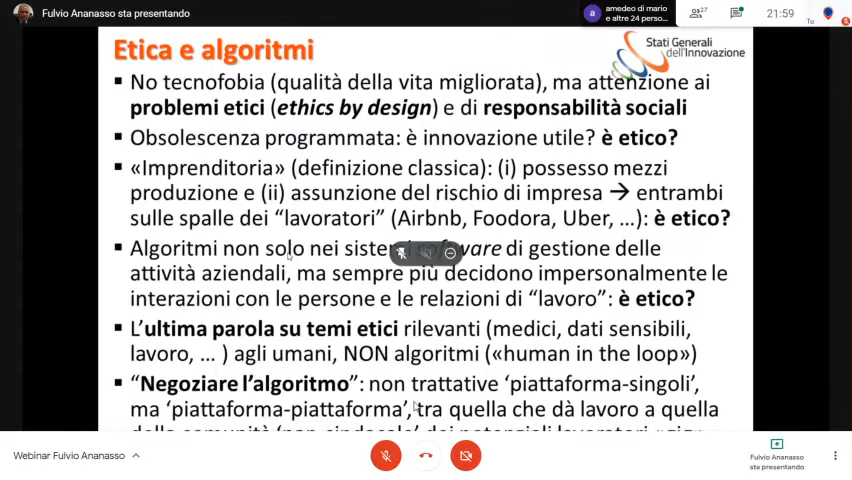 Fulvio Ananasso sta presentando
a
amedeo di mario
e altre 24 perso...
27
21:59
Tu
Etica e algoritmi
Stati Generali
dell'Innovazione
▪ No tecnofobia (qualità della vita migliorata), ma attenzione ai
problemi etici (ethics by design) e di responsabilità sociali
▪ Obsolescenza programmata: è innovazione utile? è etico?
▪ «Imprenditoria» (definizione classica): (i) possesso mezzi
produzione e (ii) assunzione del rischio di impresa → entrambi
sulle spalle dei “lavoratori” (Airbnb, Foodora, Uber, …): è etico?
▪ Algoritmi non solo nei sistemi software di gestione delle
attività aziendali, ma sempre più decidono impersonalmente le
interazioni con le persone e le relazioni di “lavoro”: è etico?
▪ L’ultima parola su temi etici rilevanti (medici, dati sensibili,
lavoro, … ) agli umani, NON algoritmi («human in the loop»)
▪ “Negoziare l’algoritmo”: non trattative ‘piattaforma-singoli’,
ma ‘piattaforma-piattaforma’, tra quella che dà lavoro a quella
Webinar Fulvio Ananasso
Fulvio Ananasso
sta presentando